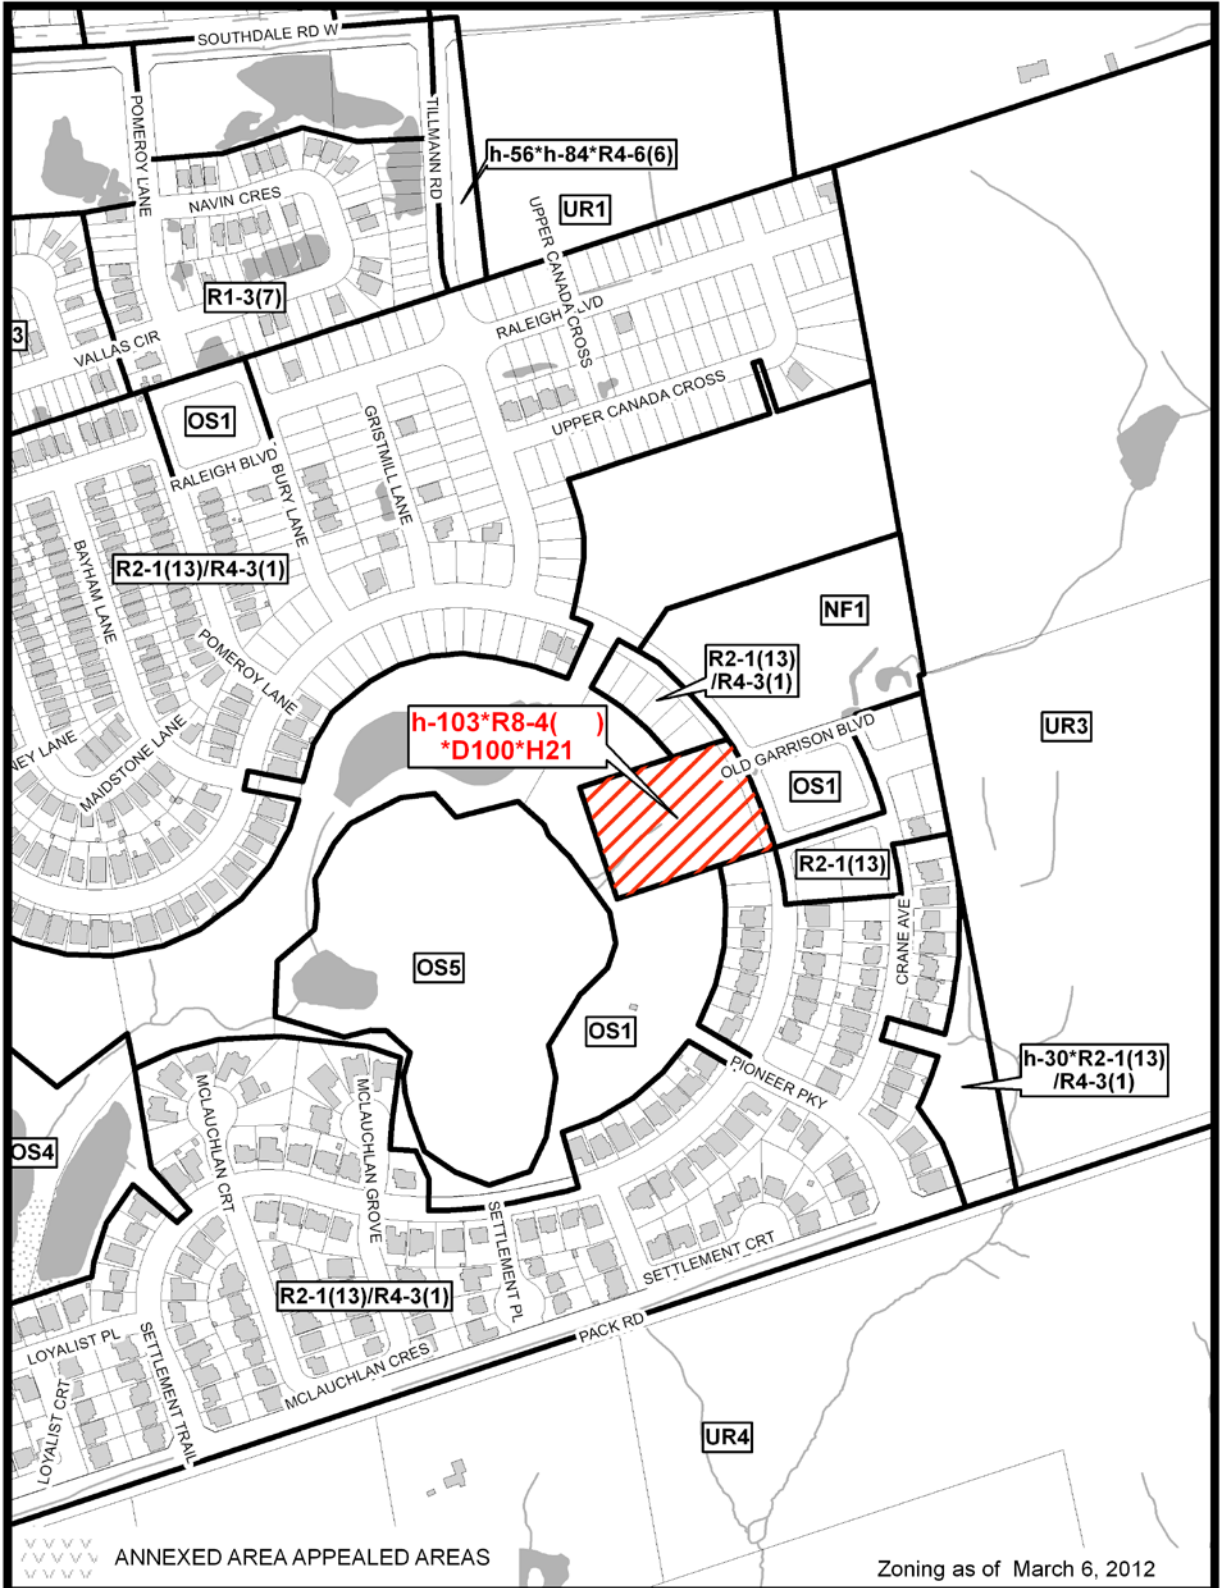 SOUTHDALE RD W
POMEROY LANE
TILLMANN RD
h-56*h-84*R4-6(6)
NAVIN CRES
UR1
UPPER CANADA CROSS
R1-3(7)
3
VALLAS CIR
RALEIGH BLVD
OS1
UPPER CANADA CROSS
GRISTMILL LANE
RALEIGH BLVD
BURY LANE
BAYHAM LANE
R2-1(13)/R4-3(1)
NF1
POMEROY LANE
R2-1(13)
/R4-3(1)
h-103*R8-4( )
*D100*H21
UR3
NEY LANE
MAIDSTONE LANE
OLD GARRISON BLVD
OS1
R2-1(13)
CRANE AVE
OS5
OS1
PIONEER PKY
h-30*R2-1(13)
/R4-3(1)
OS4
MCLAUCHLAN CRT
MCLAUCHLAN GROVE
SETTLEMENT PL
SETTLEMENT CRT
R2-1(13)/R4-3(1)
PACK RD
LOYALIST PL
SETTLEMENT TRAIL
MCLAUCHLAN CRES
LOYALIST CRT
UR4
ANNEXED AREA APPEALED AREAS
Zoning as of March 6, 2012